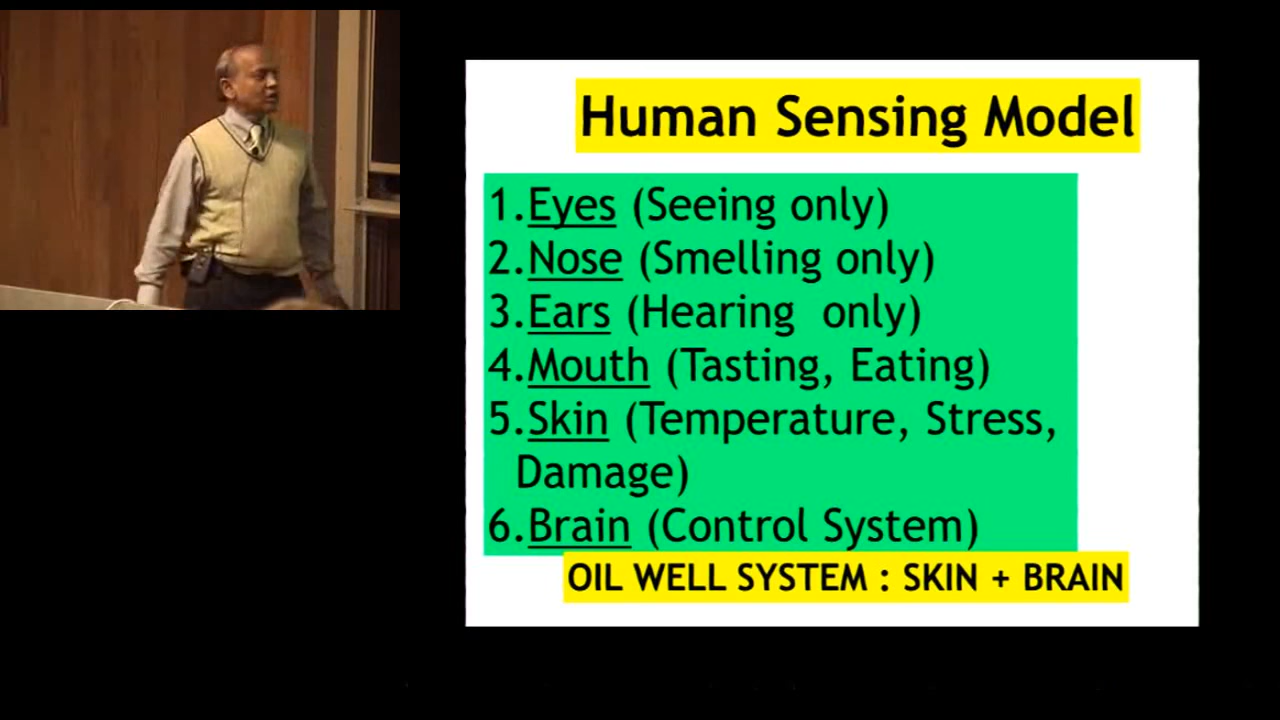 Human Sensing Model
1.Eyes (Seeing only)
2.Nose (Smelling only)
3.Ears (Hearing  only)
4.Mouth (Tasting, Eating)
5.Skin (Temperature, Stress,
Damage)
6.Brain (Control System)
OIL WELL SYSTEM : SKIN + BRAIN